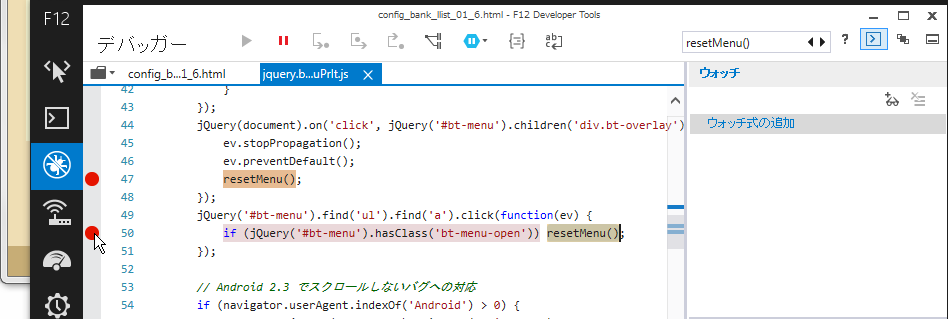 config_bank_llist_01_6.html - F12 Developer Tools
F12
デバッガー
resetMenu()
?
config_b...1_6.html
jquery.b...uPrlt.js
ウォッチ
ウォッチ式の追加
42 }
43 });
44 jQuery(document).on('click', jQuery('#bt-menu').children('div.bt-overlay')
45 ev.stopPropagation();
46 ev.preventDefault();
47 resetMenu();
48 });
49 jQuery('#bt-menu').find('ul').find('a').click(function(ev) {
50 if (jQuery('#bt-menu').hasClass('bt-menu-open')) resetMenu();
51 });
52
53 // Android 2.3 でスクロールしないバグへの対応
54 if (navigator.userAgent.indexOf('Android') > 0) {